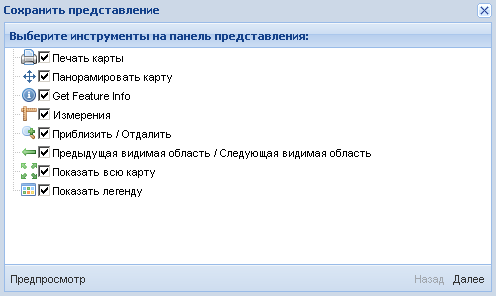 Сохранить представление
Выберите инструменты на панель представления:
Печать карты
Панорамировать карту
Get Feature Info
Измерения
Приблизить / Отдалить
Предыдущая видимая область / Следующая видимая область
Показать всю карту
Показать легенду
Предпросмотр Назад Далее